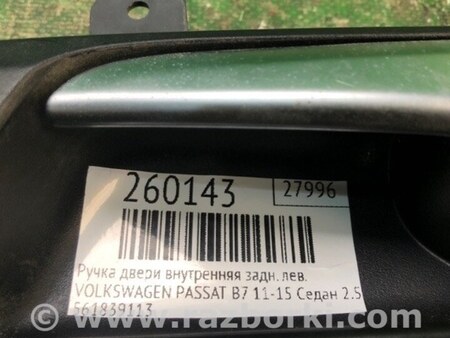 260143
27996
Ручка двери внутренняя задн. лев.
VOLKSWAGEN PASSAT B7 11-15 Седан 2.5
561839113
www.razborki.com